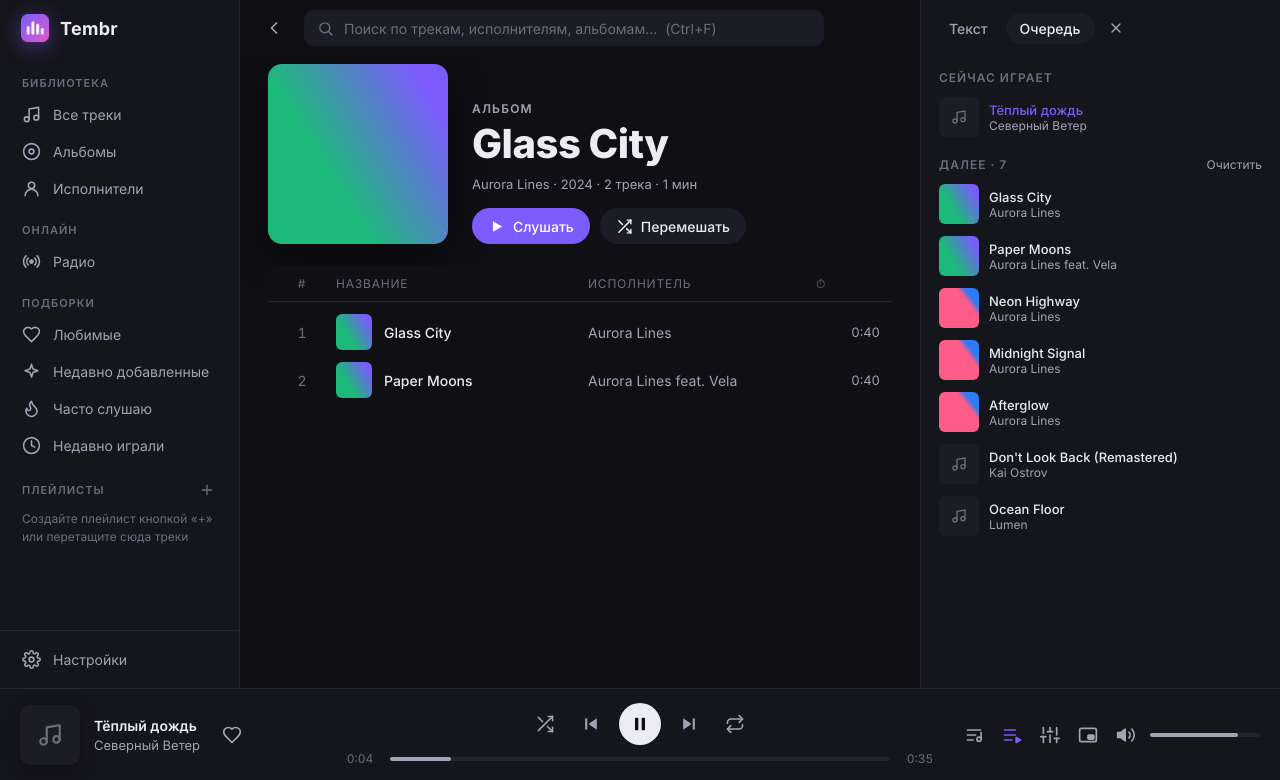 Tembr
БИБЛИОТЕКА
Все треки
Альбомы
Исполнители
ОНЛАЙН
Радио
ПОДБОРКИ
Любимые
Недавно добавленные
Часто слушаю
Недавно играли
ПЛЕЙЛИСТЫ
Создайте плейлист кнопкой «+»
или перетащите сюда треки
Настройки
Поиск по трекам, исполнителям, альбомам... (Ctrl+F)
АЛЬБОМ
Glass City
Aurora Lines · 2024 · 2 трека · 1 мин
Слушать Перемешать
# НАЗВАНИЕ ИСПОЛНИТЕЛЬ
1 Glass City Aurora Lines 0:40
2 Paper Moons Aurora Lines feat. Vela 0:40
Текст Очередь
СЕЙЧАС ИГРАЕТ
Тёплый дождь
Северный Ветер
ДАЛЕЕ · 7 Очистить
Glass City
Aurora Lines
Paper Moons
Aurora Lines feat. Vela
Neon Highway
Aurora Lines
Midnight Signal
Aurora Lines
Afterglow
Aurora Lines
Don't Look Back (Remastered)
Kai Ostrov
Ocean Floor
Lumen
Тёплый дождь
Северный Ветер
0:04 0:35